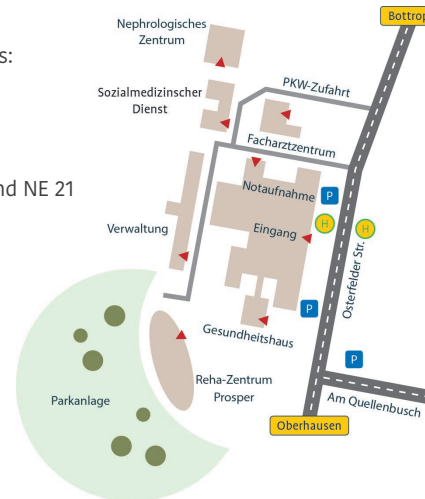 s:
nd NE 21
Bottrop
Nephrologisches
Zentrum
Sozialmedizinscher
Dienst
PKW-Zufahrt
Facharztzentrum
Notaufnahme
P
H
H
Verwaltung
Eingang
Osterfelder Str.
P
Gesundheitshaus
P
Reha-Zentrum
Prosper
Parkanlage
Am Quellenbusch
Oberhausen